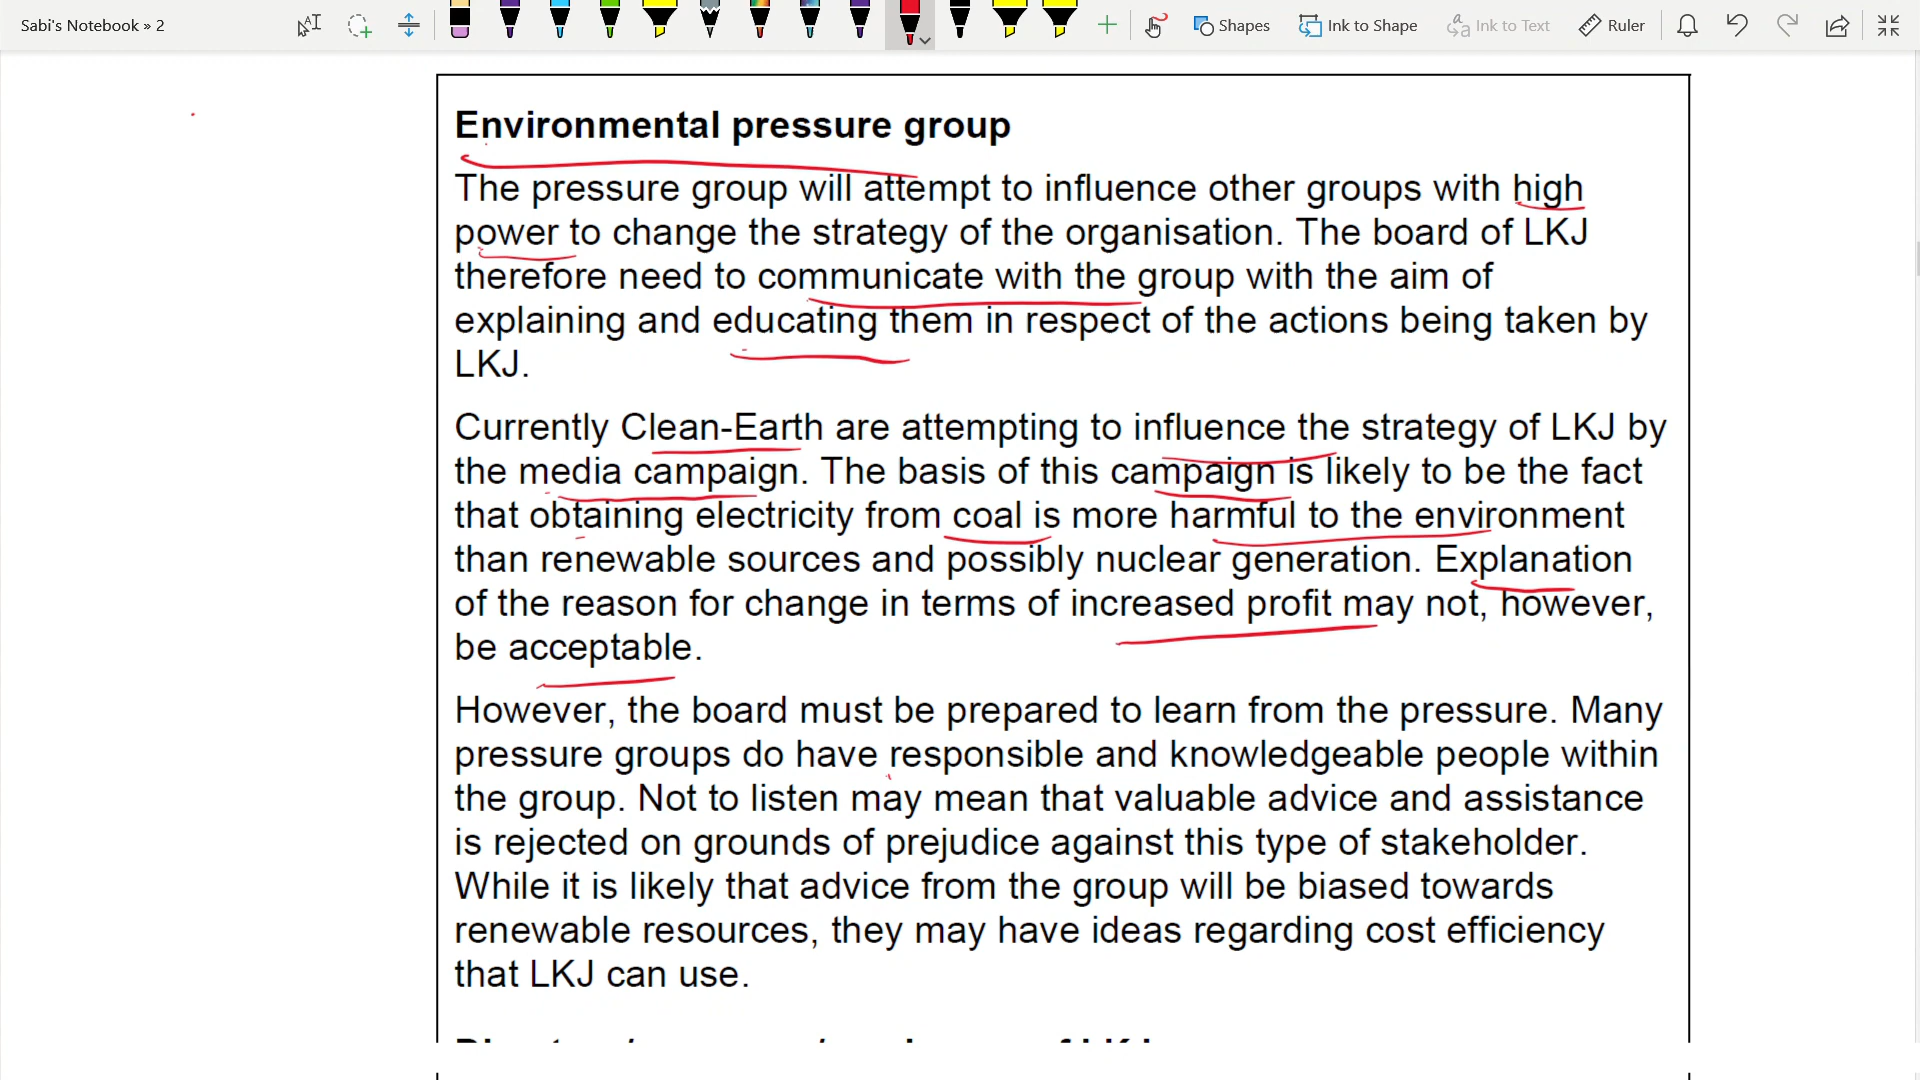 Sabi's Notebook » 2
Shapes
Ink to Shape
Ink to Text
Ruler
Environmental pressure group
The pressure group will attempt to influence other groups with high
power to change the strategy of the organisation. The board of LKJ
therefore need to communicate with the group with the aim of
explaining and educating them in respect of the actions being taken by
LKJ.
Currently Clean-Earth are attempting to influence the strategy of LKJ by
the media campaign. The basis of this campaign is likely to be the fact
that obtaining electricity from coal is more harmful to the environment
than renewable sources and possibly nuclear generation. Explanation
of the reason for change in terms of increased profit may not, however,
be acceptable.
However, the board must be prepared to learn from the pressure. Many
pressure groups do have responsible and knowledgeable people within
the group. Not to listen may mean that valuable advice and assistance
is rejected on grounds of prejudice against this type of stakeholder.
While it is likely that advice from the group will be biased towards
renewable resources, they may have ideas regarding cost efficiency
that LKJ can use.